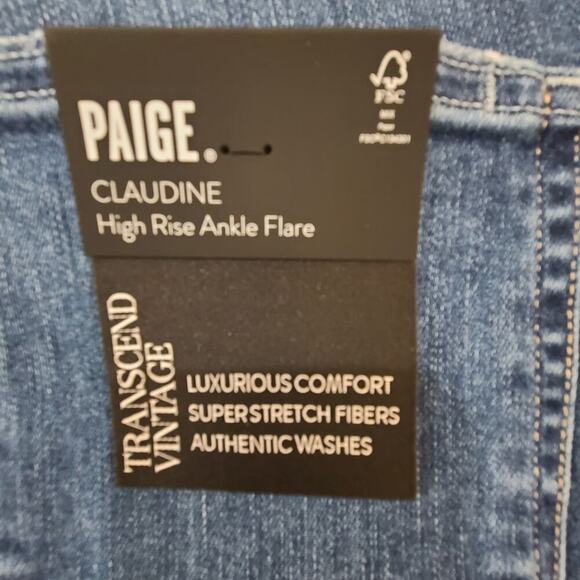 PAIGE.
CLAUDINE
High Rise Ankle Flare
FSC
TRANSCEND
VINTAGE
LUXURIOUS COMFORT
SUPER STRETCH FIBERS
AUTHENTIC WASHES